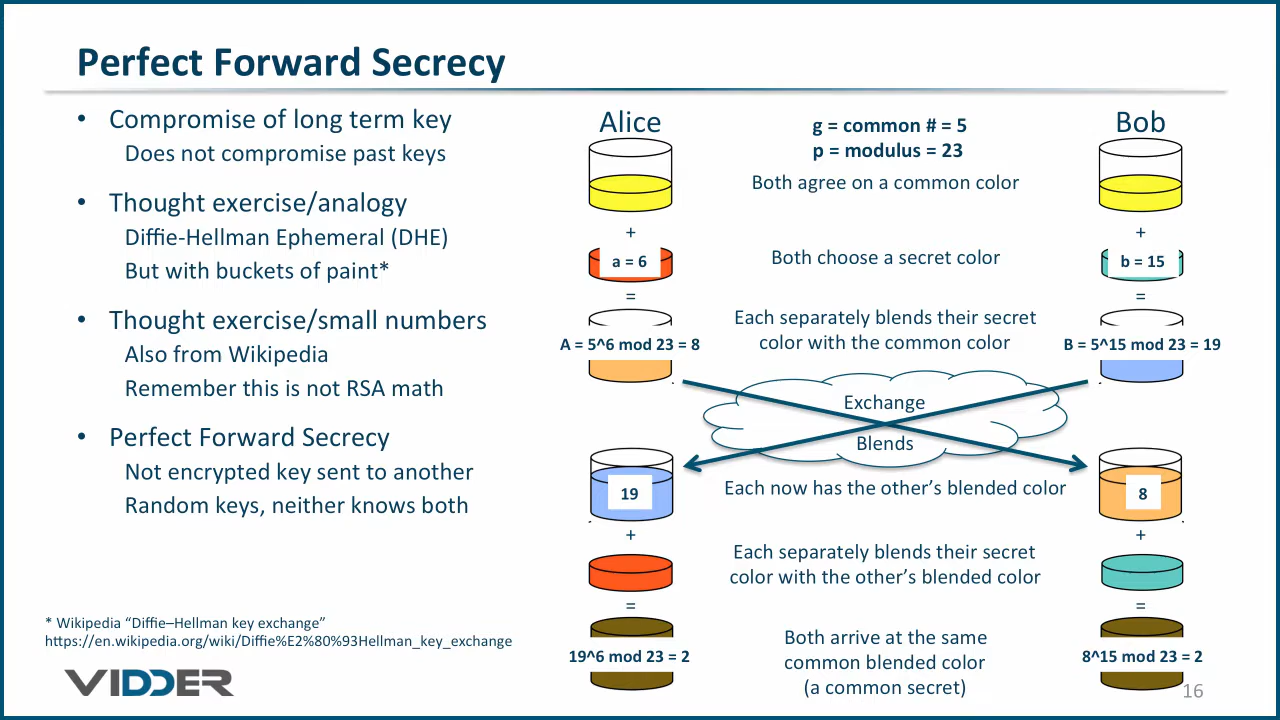 Perfect Forward Secrecy
• Compromise of long term key
Does not compromise past keys
• Thought exercise/analogy
Diffie-Hellman Ephemeral (DHE)
But with buckets of paint*
• Thought exercise/small numbers
Also from Wikipedia
Remember this is not RSA math
• Perfect Forward Secrecy
Not encrypted key sent to another
Random keys, neither knows both
* Wikipedia “Diffie–Hellman key exchange”
https://en.wikipedia.org/wiki/Diffie%E2%80%93Hellman_key_exchange
VIDDER
Alice
g = common # = 5
p = modulus = 23
Bob
Both agree on a common color
+
+
a = 6
Both choose a secret color
b = 15
=
=
Each separately blends their secret
color with the common color
A = 5^6 mod 23 = 8
B = 5^15 mod 23 = 19
Exchange
Blends
19
Each now has the other’s blended color
8
+
+
Each separately blends their secret
color with the other’s blended color
=
=
Both arrive at the same
common blended color
(a common secret)
19^6 mod 23 = 2
8^15 mod 23 = 2
16